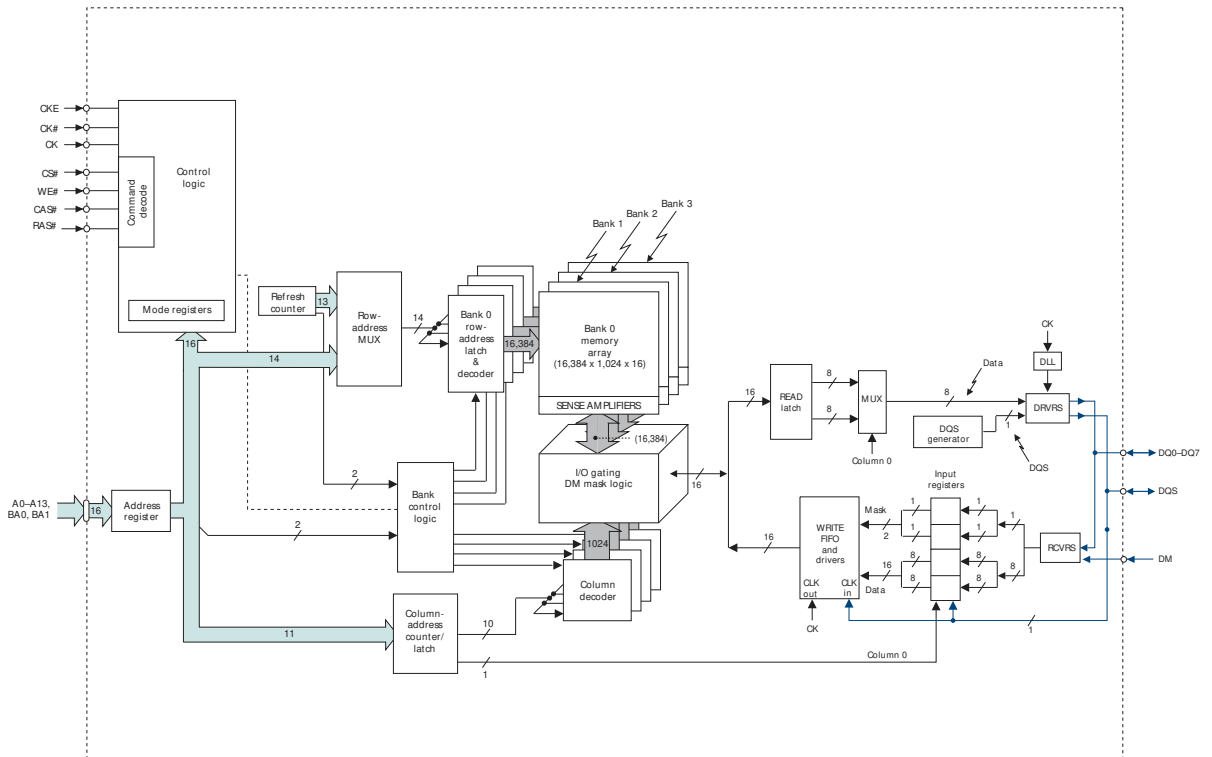 CKE
CK#
CK
CS#
WE#
CAS#
RAS#
Command
decode
Control
logic
Mode registers
16
14
Refresh
counter
13
Row-
address
MUX
14
Bank 0
row-
address
latch
&
decoder
16,384
Bank 1
Bank 2
Bank 3
Bank 0
memory
array
(16,384 x 1,024 x 16)
SENSE AMPLIFIERS
(16,384)
I/O gating
DM mask logic
16
1024
Column
decoder
2
Bank
control
logic
2
A0–A13,
BA0, BA1
16
Address
register
11
Column-
address
counter/
latch
10
1
Column 0
16
READ
latch
8
8
MUX
Column 0
8
Data
DQS
generator
1
DQS
CK
DLL
DRVRS
DQ0–DQ7
DQS
DM
RCVRS
Input
registers
1
1
1
1
1
8
8
8
8
8
Mask
2
16
Data
WRITE
FIFO
and
drivers
CLK
out
CLK
in
CK
16
1